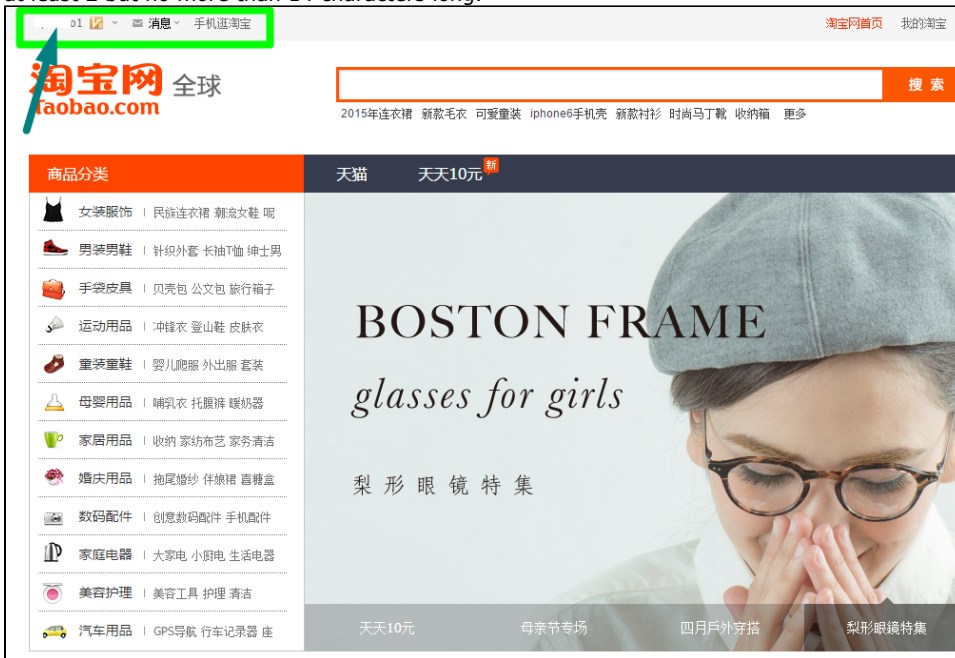 at least 2 but no more than 14 characters long.
o1 消息 手机逛淘宝 淘宝网首页 我的淘宝
淘宝网 全球
Taobao.com
搜 索
2015年连衣裙 新款毛衣 可爱童装 iphone6手机壳 新款衬衫 时尚马丁靴 收纳箱 更多
商品分类 天猫 天天10元 新
女装服饰 | 民族连衣裙 潮流女鞋 呢
男装男鞋 | 针织外套 长袖T恤 绅士男
手袋皮具 | 贝壳包 公文包 旅行箱子
运动用品 | 冲锋衣 登山鞋 皮肤衣
童装童鞋 | 婴儿爬服 外出服 套装
母婴用品 | 哺乳衣 托腹裤 暖奶器
家居用品 | 收纳 家纺布艺 家务清洁
婚庆用品 | 拖尾婚纱 伴娘裙 喜糖盒
数码配件 | 创意数码配件 手机配件
家庭电器 | 大家电 小厨电 生活电器
美容护理 | 美容工具 护理 清洁
汽车用品 | GPS导航 行车记录器 座
BOSTON FRAME
glasses for girls
梨形眼镜特集
天天10元 母亲节专场 四月戶外穿搭 梨形眼鏡特集